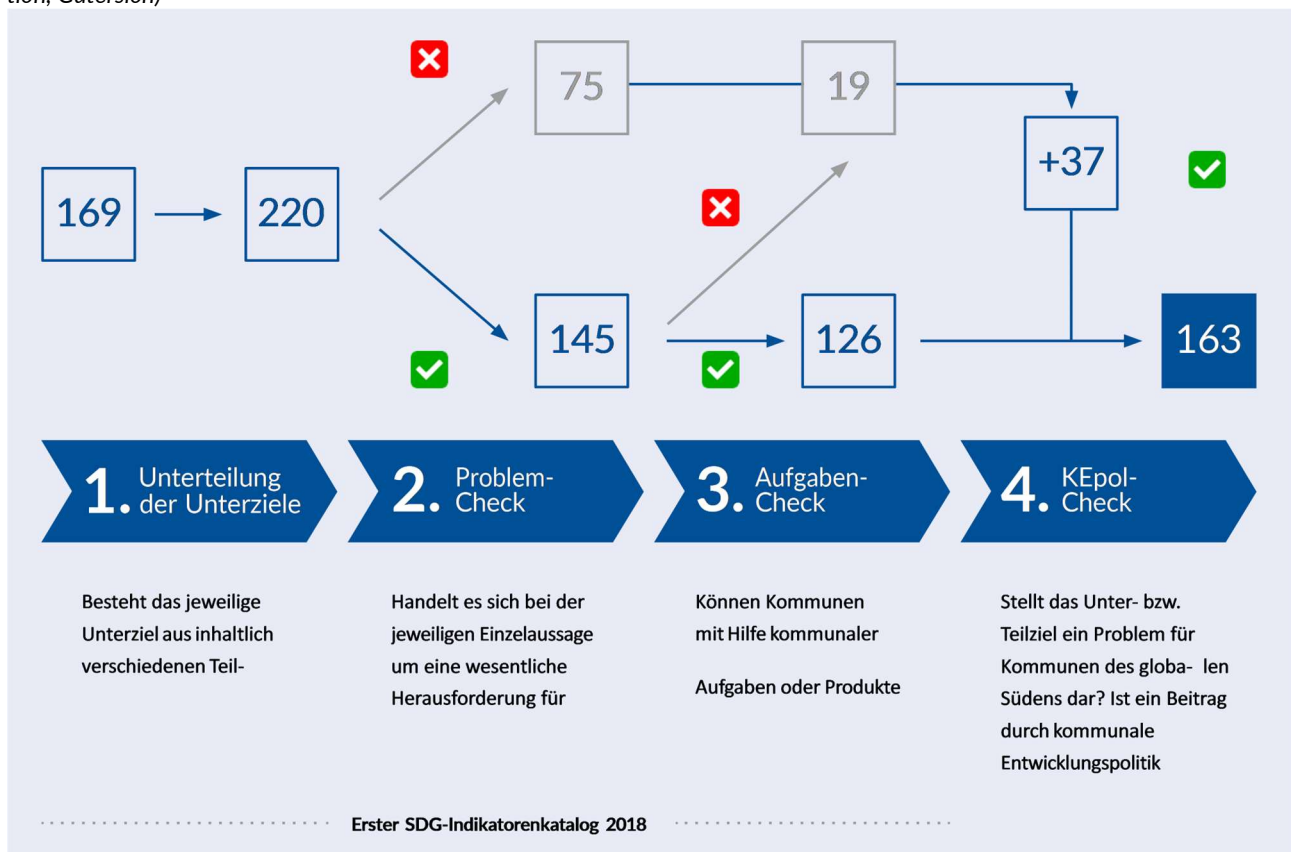 tion, Gütersloh)
75
19
+37
169
220
145
126
163
1. Unterteilung
der Unterziele
2. Problem-
Check
3. Aufgaben-
Check
4. KEpol-
Check
Besteht das jeweilige
Unterziel aus inhaltlich
verschiedenen Teil-
Handelt es sich bei der
jeweiligen Einzelaussage
um eine wesentliche
Herausforderung für
Können Kommunen
mit Hilfe kommunaler
Aufgaben oder Produkte
Stellt das Unter- bzw.
Teilziel ein Problem für
Kommunen des globa- len
Südens dar? Ist ein Beitrag
durch kommunale
Entwicklungspolitik
Erster SDG-Indikatorenkatalog 2018